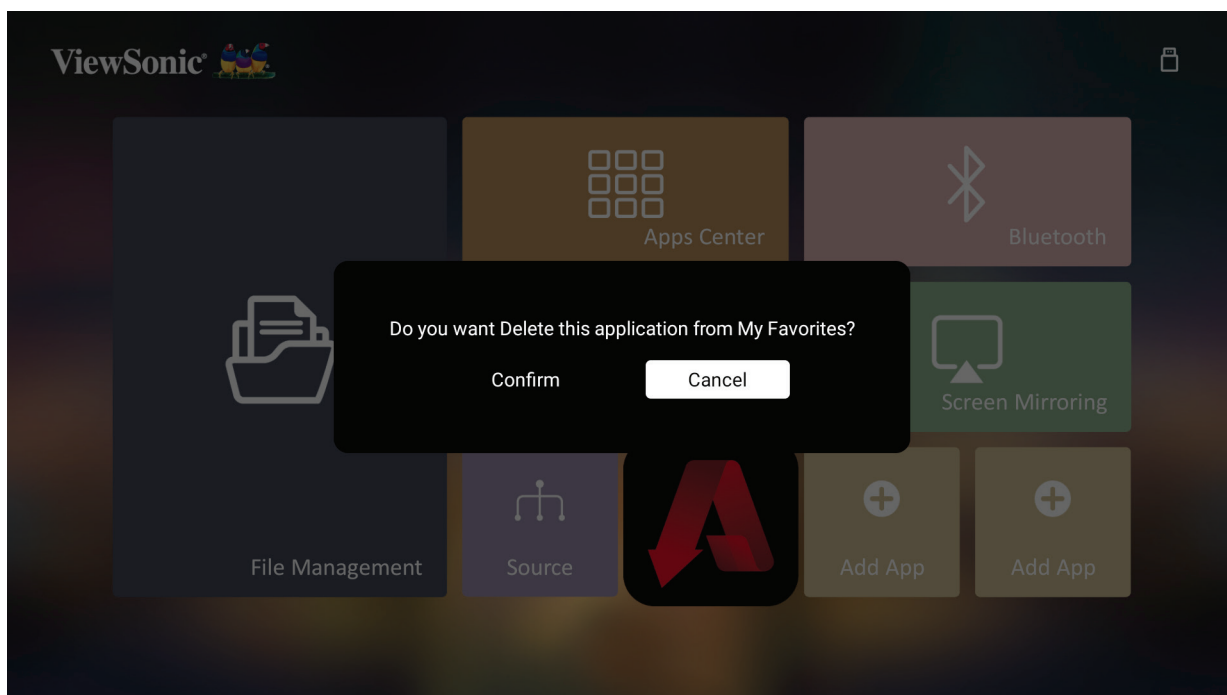 ViewSonic
Apps Center
Bluetooth
Do you want Delete this application from My Favorites?
Confirm
Cancel
Screen Mirroring
File Management
Source
Add App
Add App